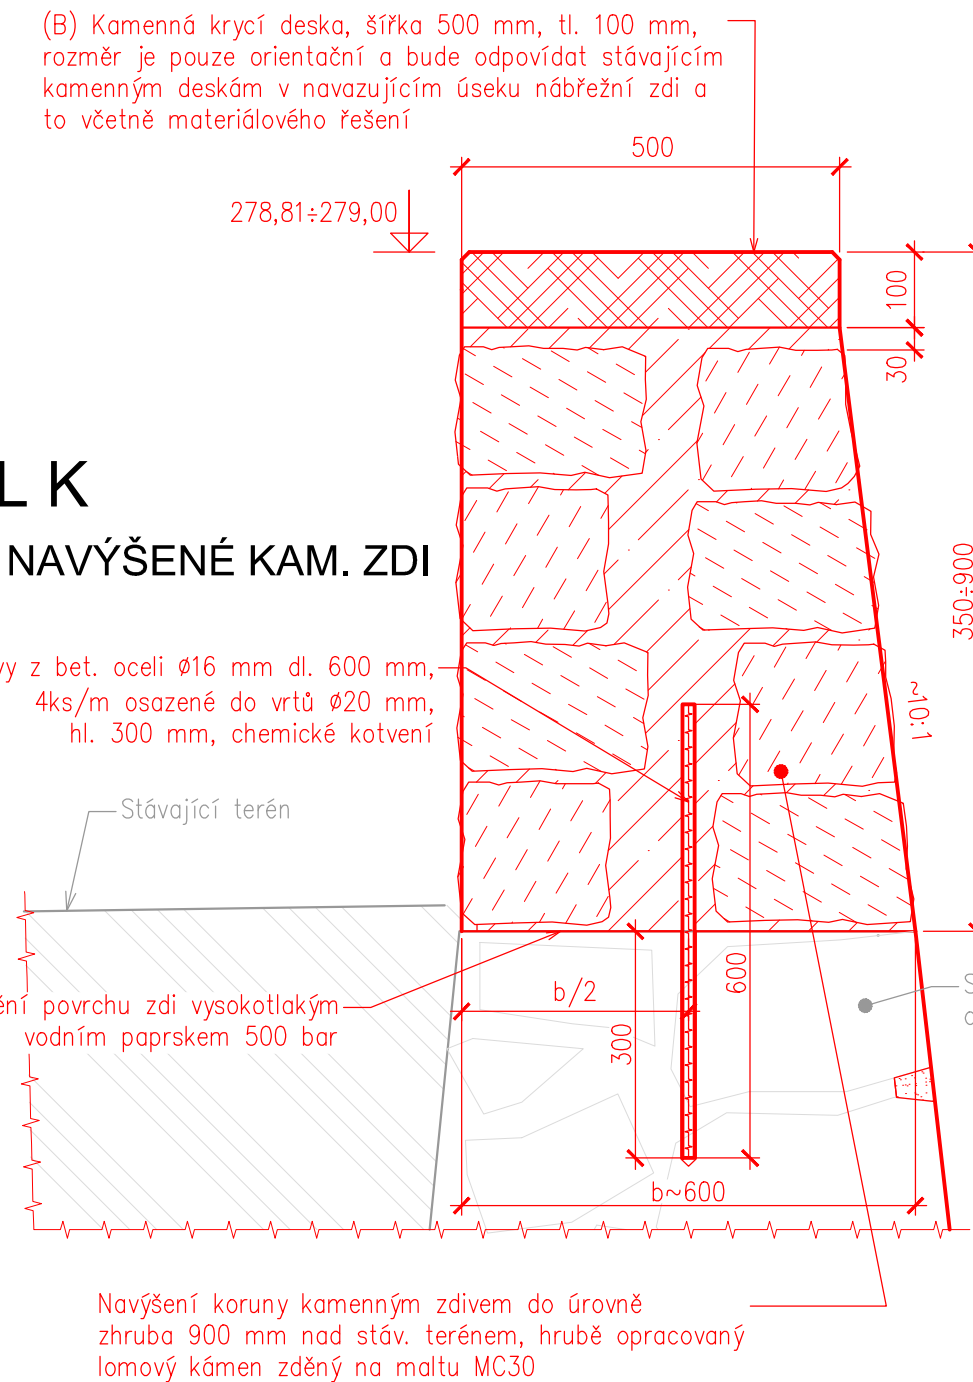 (B) Kamenná krycí deska, šířka 500 mm, tl. 100 mm,
rozměr je pouze orientační a bude odpovídat stávajícím
kamenným deskám v navazujícím úseku nábřežní zdi a
to včetně materiálového řešení
500
278,81÷279,00
100
30
L K
NAVÝŠENÉ KAM. ZDI
350÷900
z bet. oceli Ø16 mm dl. 600 mm,
4ks/m osazené do vrtů Ø20 mm,
hl. 300 mm, chemické kotvení
~10:1
Stávající terén
600
b/2
povrchu zdi vysokotlakým
vodním paprskem 500 bar
300
b~600
Navýšení koruny kamenným zdivem do úrovně
zhruba 900 mm nad stáv. terénem, hrubě opracovaný
lomový kámen zděný na maltu MC30